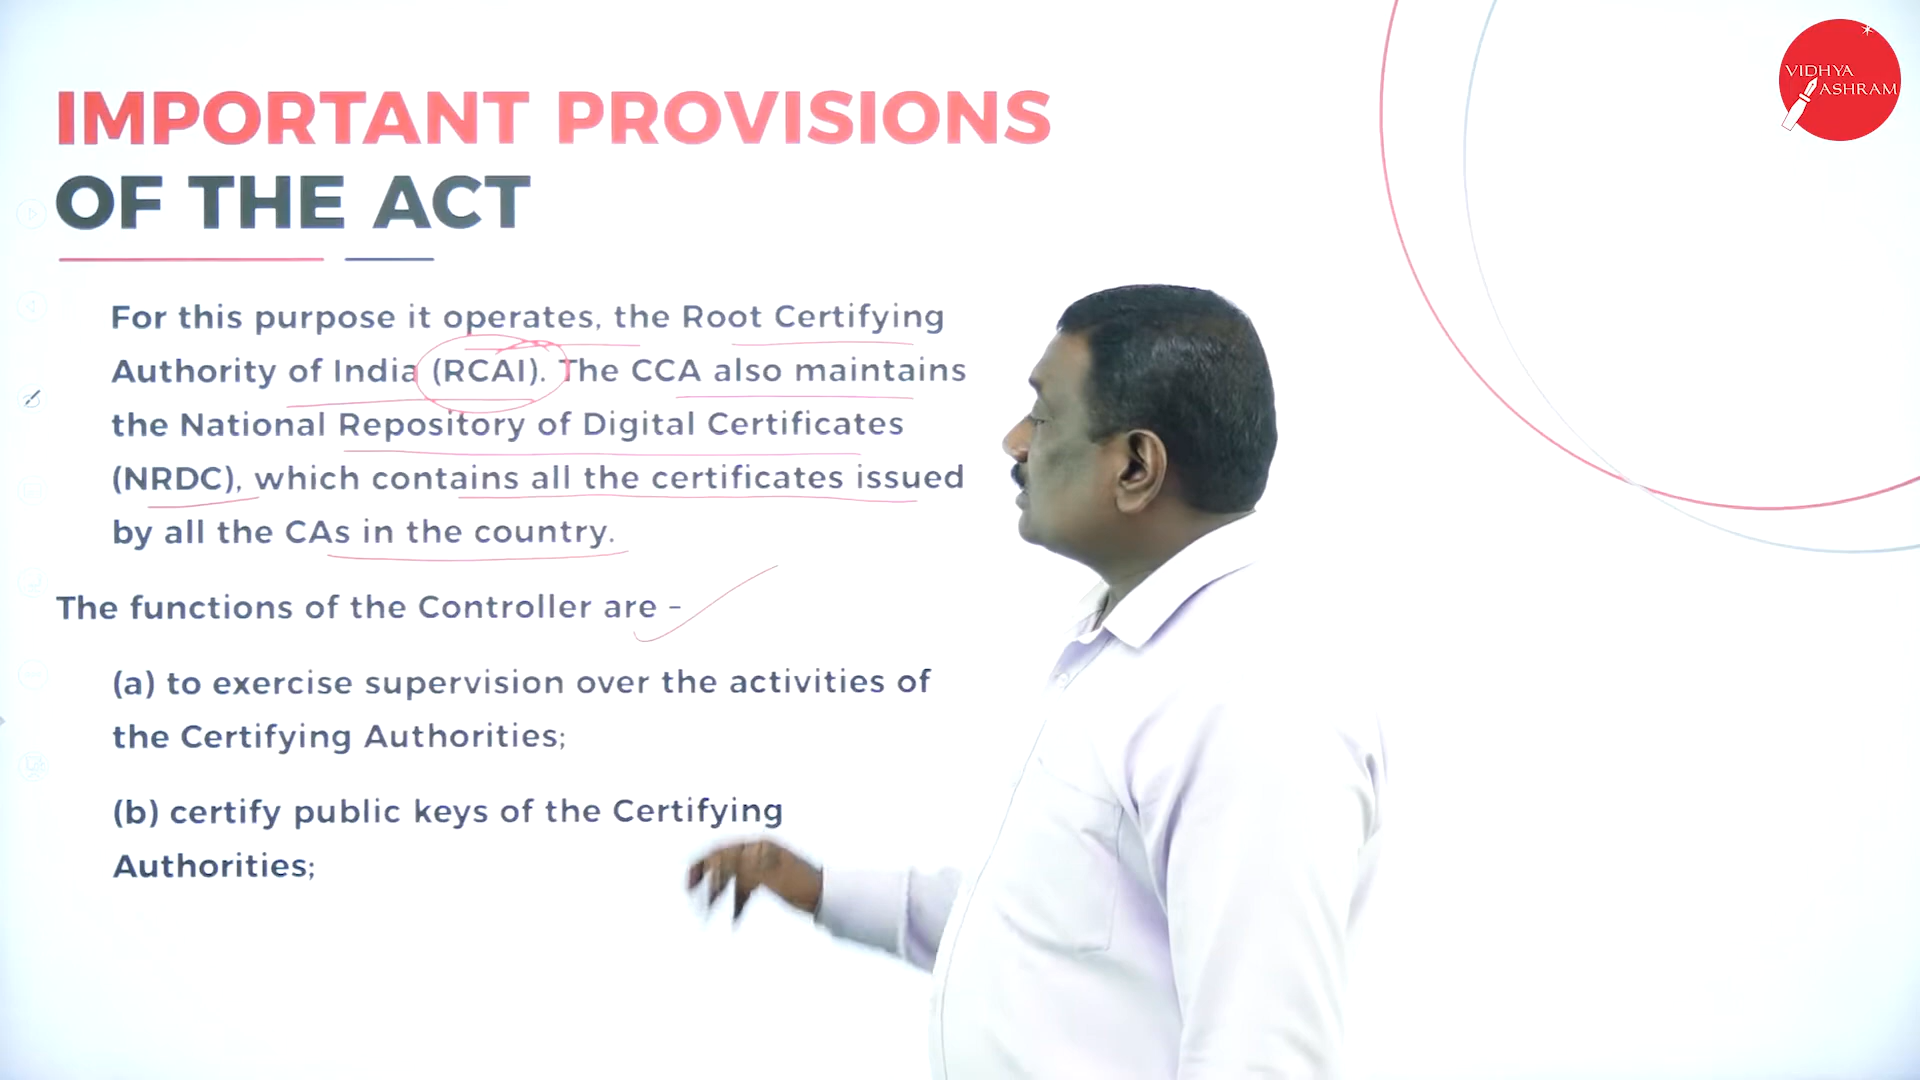 VIDHYA
ASHRAM
IMPORTANT PROVISIONS
OF THE ACT
For this purpose it operates, the Root Certifying
Authority of India (RCAI). The CCA also maintains
the National Repository of Digital Certificates
(NRDC), which contains all the certificates issued
by all the CAs in the country.
The functions of the Controller are -
(a) to exercise supervision over the activities of
the Certifying Authorities;
(b) certify public keys of the Certifying
Authorities;